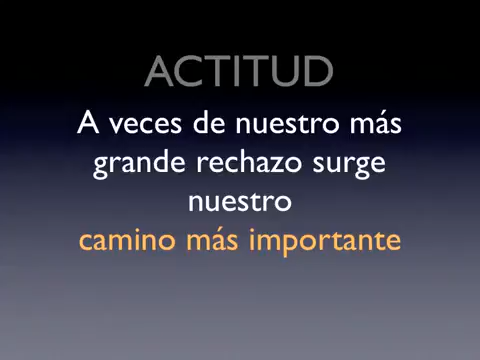 ACTITUD
A veces de nuestro más
grande rechazo surge
nuestro
camino más importante